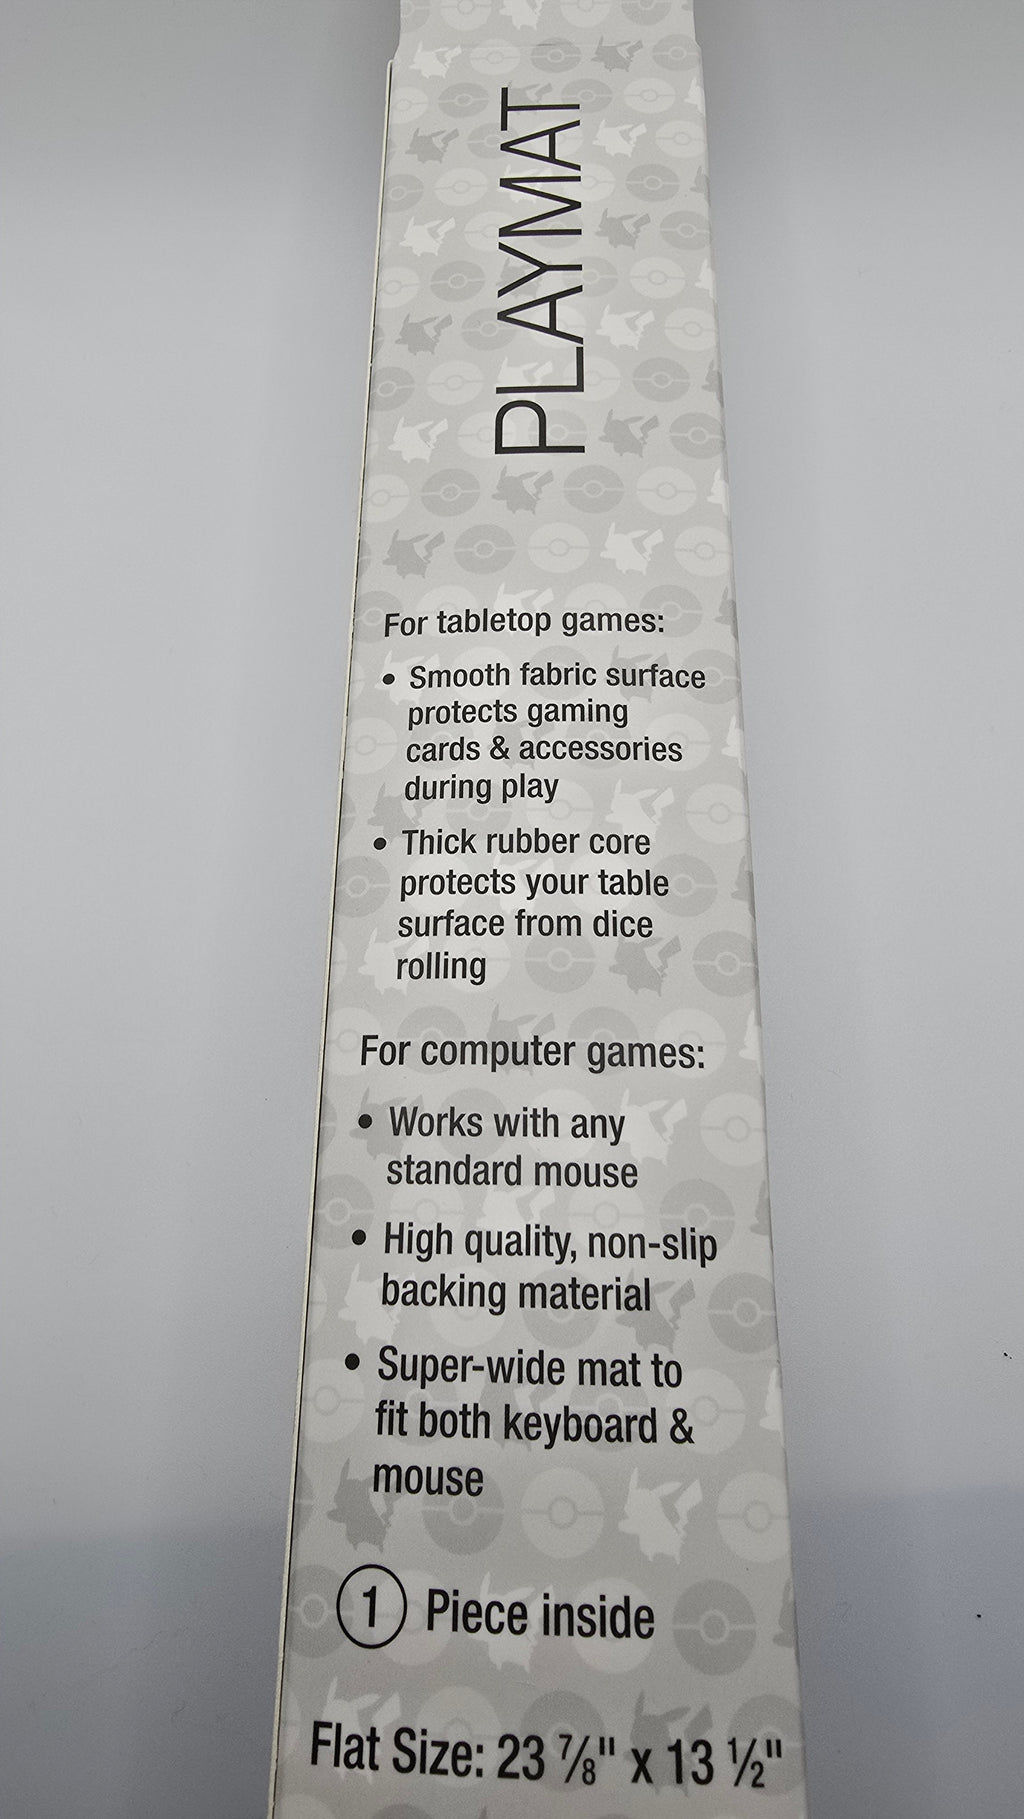 PLAYMAT
For tabletop games:
• Smooth fabric surface
protects gaming
cards & accessories
during play
• Thick rubber core
protects your table
surface from dice
rolling
For computer games:
• Works with any
standard mouse
• High quality, non-slip
backing material
• Super-wide mat to
fit both keyboard &
mouse
1 Piece inside
Flat Size: 23 ⅞" x 13 ½"